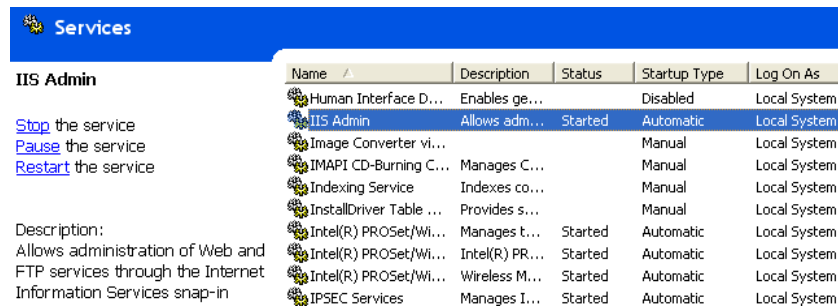 Services
IIS Admin
Stop the service
Pause the service
Restart the service
Description:
Allows administration of Web and
FTP services through the Internet
Information Services snap-in
Name Description Status Startup Type Log On As
Human Interface D... Enables ge... Disabled Local System
IIS Admin Allows adm... Started Automatic Local System
Image Converter vi... Manual Local System
IMAPI CD-Burning C... Manages C... Manual Local System
Indexing Service Indexes co... Manual Local System
InstallDriver Table ... Provides s... Manual Local System
Intel(R) PROSet/Wi... Manages t... Started Automatic Local System
Intel(R) PROSet/Wi... Intel(R) PR... Started Automatic Local System
Intel(R) PROSet/Wi... Wireless M... Started Automatic Local System
IPSEC Services Manages I... Started Automatic Local System